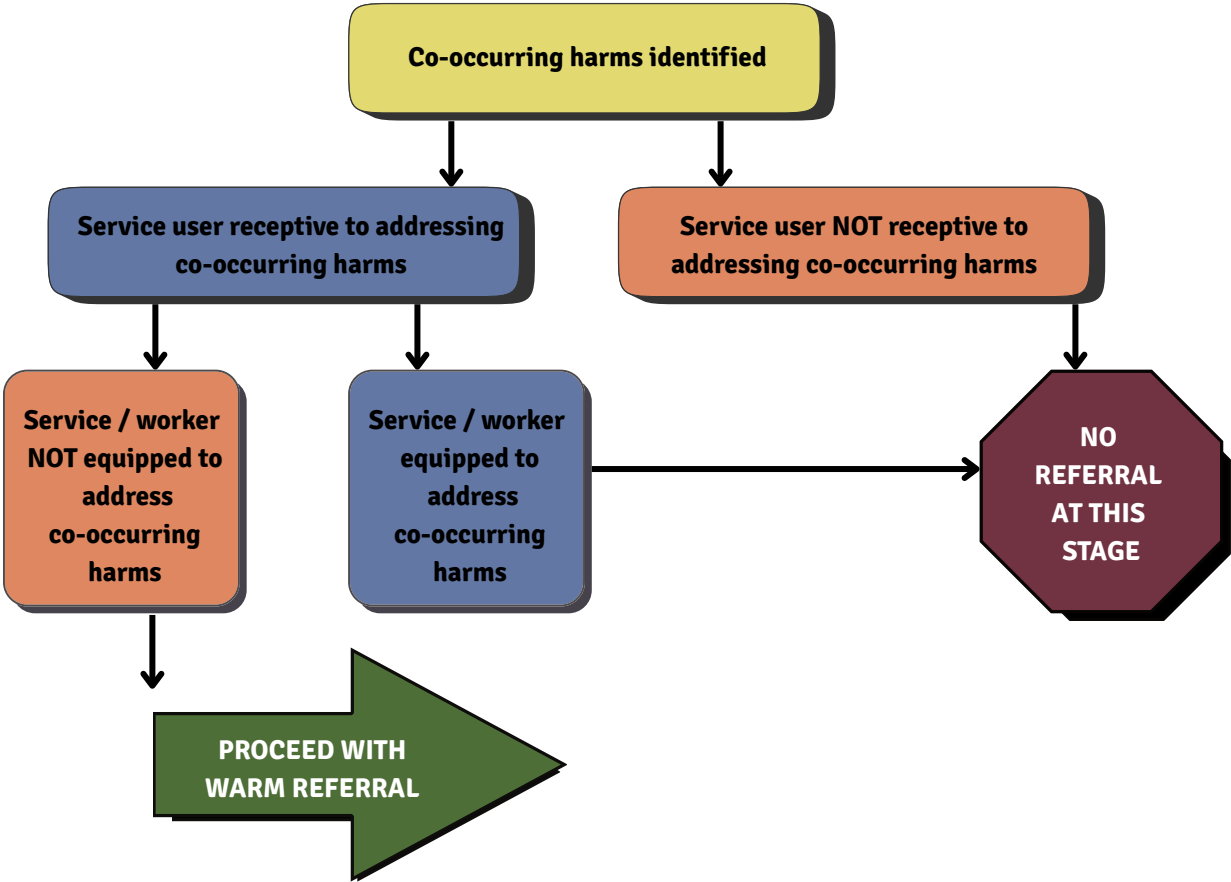 Co-occurring harms identified
Service user receptive to addressing
co-occurring harms
Service user NOT receptive to
addressing co-occurring harms
Service / worker
NOT equipped to
address
co-occurring
harms
Service / worker
equipped to
address
co-occurring
harms
NO
REFERRAL
AT THIS
STAGE
PROCEED WITH
WARM REFERRAL